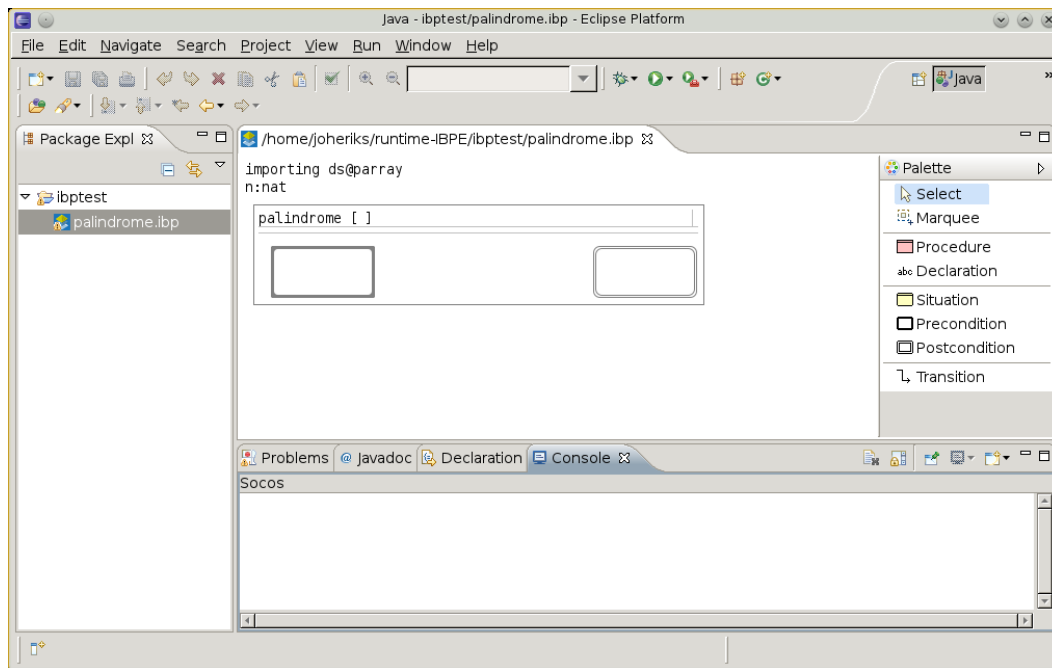 Java - ibptest/palindrome.ibp - Eclipse Platform
File Edit Navigate Search Project View Run Window Help
Java
»
Package Expl
/home/joheriks/runtime-IBPE/ibptest/palindrome.ibp
importing ds@parray
n:nat
palindrome [ ]
ibptest
palindrome.ibp
Palette
Select
Marquee
Procedure
abc Declaration
Situation
Precondition
Postcondition
Transition
Problems @ Javadoc Declaration Console
Socos